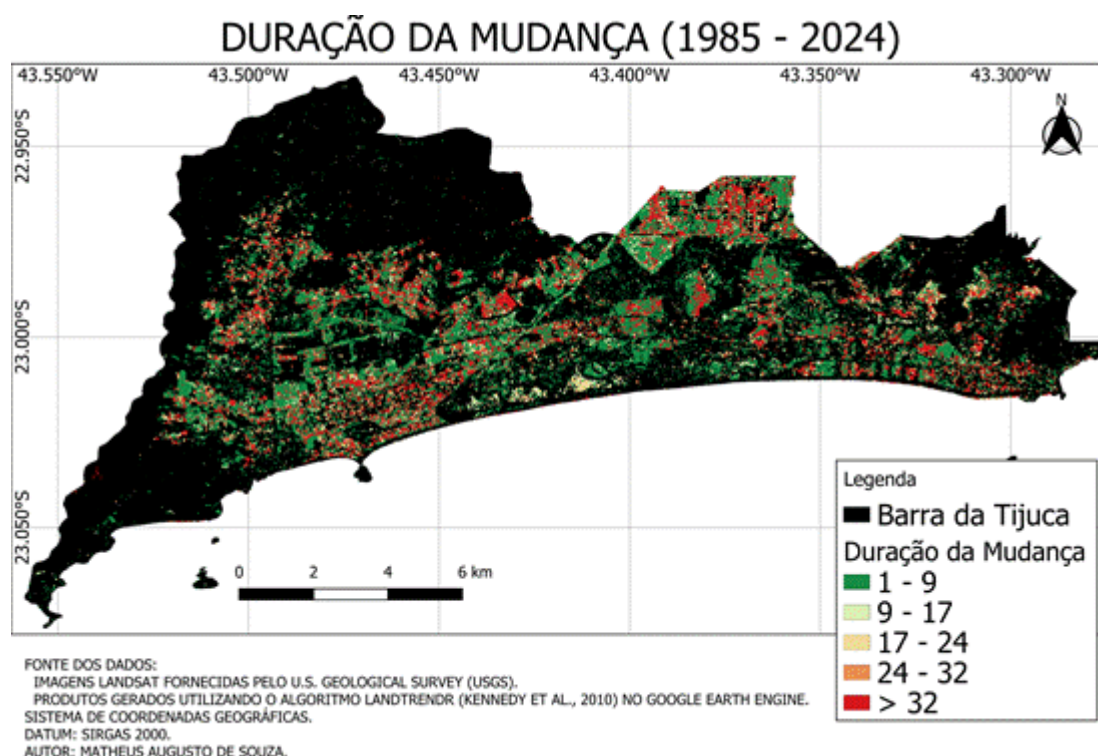 DURAÇÃO DA MUDANÇA (1985 - 2024)
43.550°W 43.500°W 43.450°W 43.400°W 43.350°W 43.300°W
N
22.950°S
23.000°S
23.050°S
0 2 4 6 km
Legenda
Barra da Tijuca
Duração da Mudança
1 - 9
9 - 17
17 - 24
24 - 32
> 32
FONTE DOS DADOS:
IMAGENS LANDSAT FORNECIDAS PELO U.S. GEOLOGICAL SURVEY (USGS).
PRODUTOS GERADOS UTILIZANDO O ALGORITMO LANDTRENDR (KENNEDY ET AL., 2010) NO GOOGLE EARTH ENGINE.
SISTEMA DE COORDENADAS GEOGRÁFICAS.
DATUM: SIRGAS 2000.
AUTOR: MATHEUS AUGUSTO DE SOUZA.